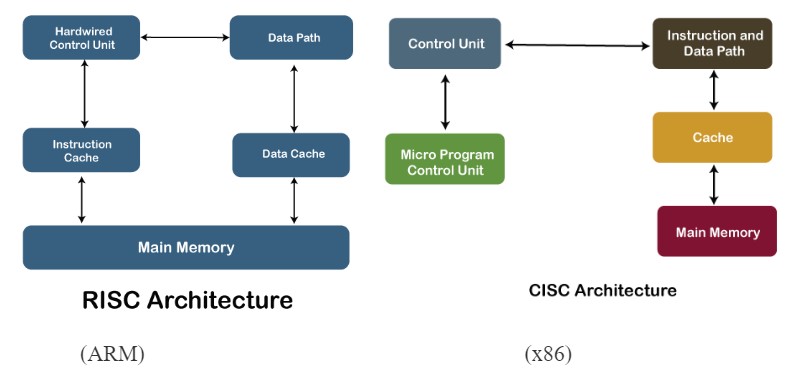 Hardwired
Control Unit
Data Path
Instruction
Cache
Data Cache
Main Memory
RISC Architecture
(ARM)
Control Unit
Instruction and
Data Path
Micro Program
Control Unit
Cache
Main Memory
CISC Architecture
(x86)